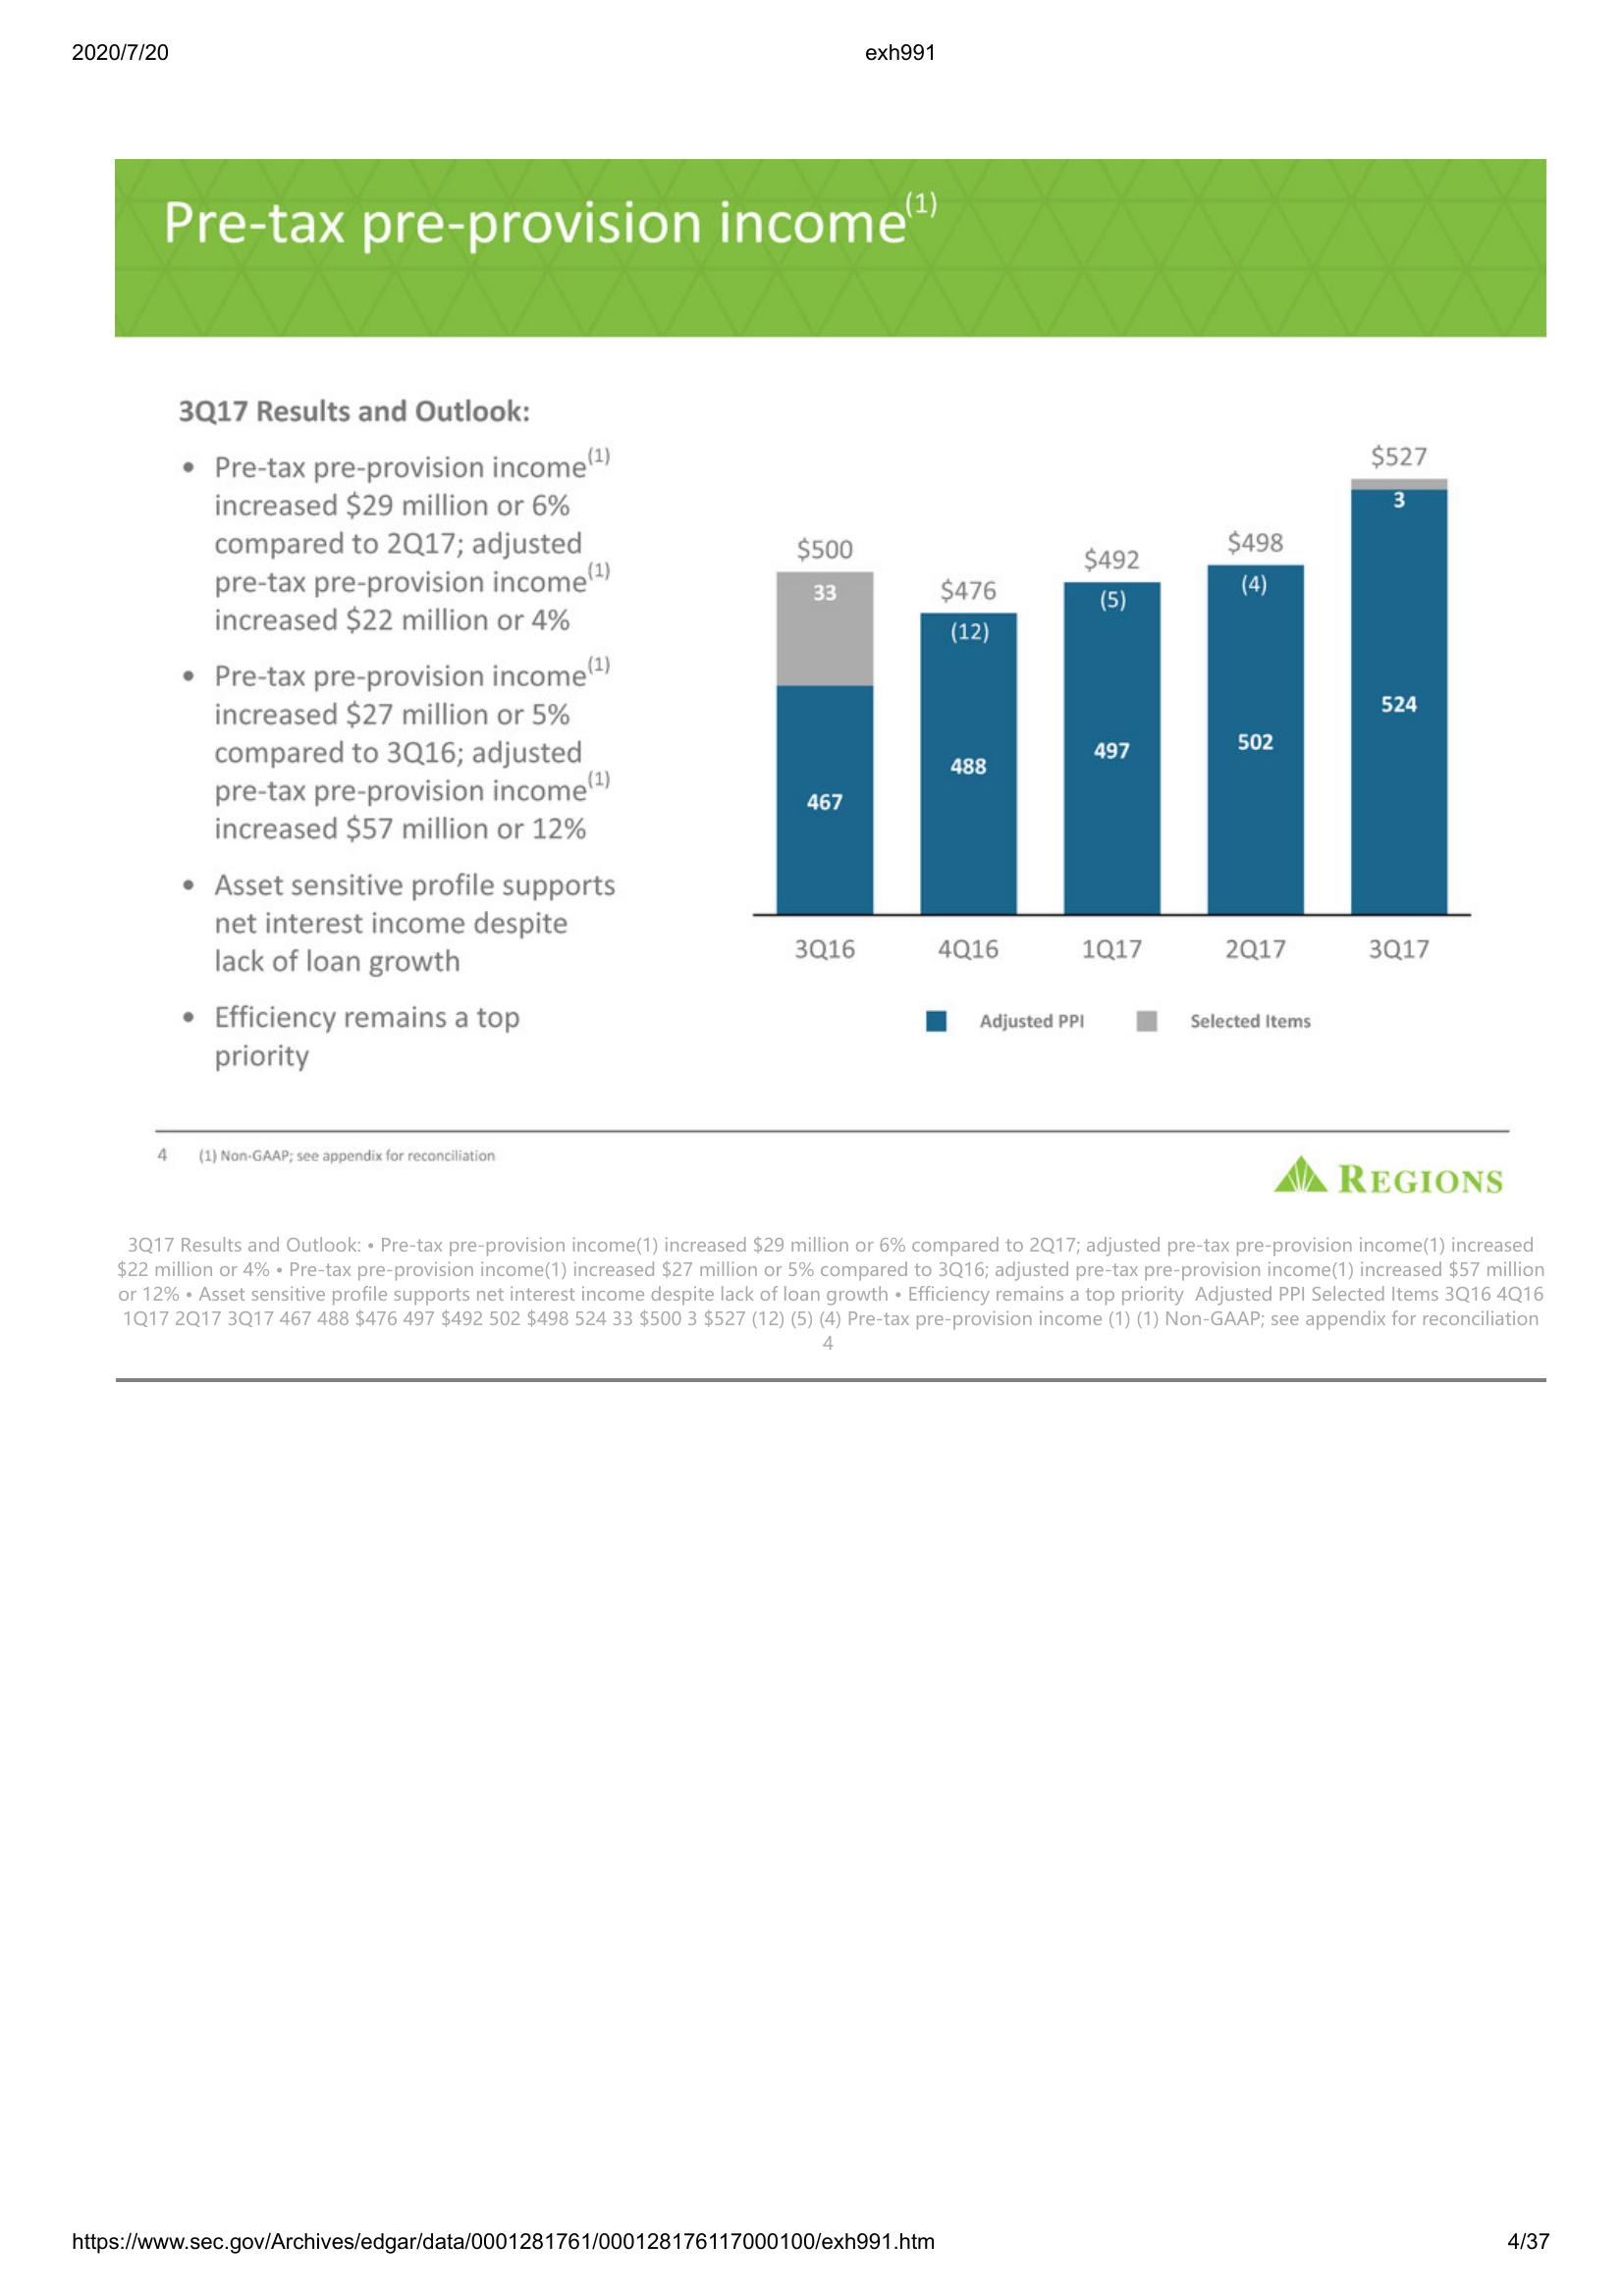 2020/7/20
exh991
Pre-tax pre-provision income(1)
3Q17 Results and Outlook:
• Pre-tax pre-provision income(1)
increased $29 million or 6%
compared to 2Q17; adjusted
pre-tax pre-provision income(1)
increased $22 million or 4%
• Pre-tax pre-provision income(1)
increased $27 million or 5%
compared to 3Q16; adjusted
pre-tax pre-provision income(1)
increased $57 million or 12%
• Asset sensitive profile supports
net interest income despite
lack of loan growth
• Efficiency remains a top
priority
$500
33
467
3Q16
$476
(12)
488
4Q16
$492
(5)
497
1Q17
$498
(4)
502
2Q17
$527
3
524
3Q17
Adjusted PPI
Selected Items
4 (1) Non-GAAP; see appendix for reconciliation
REGIONS
3Q17 Results and Outlook: • Pre-tax pre-provision income(1) increased $29 million or 6% compared to 2Q17; adjusted pre-tax pre-provision income(1) increased
$22 million or 4% • Pre-tax pre-provision income(1) increased $27 million or 5% compared to 3Q16; adjusted pre-tax pre-provision income(1) increased $57 million
or 12% • Asset sensitive profile supports net interest income despite lack of loan growth • Efficiency remains a top priority Adjusted PPI Selected Items 3Q16 4Q16
1Q17 2Q17 3Q17 467 488 $476 497 $492 502 $498 524 33 $500 3 $527 (12) (5) (4) Pre-tax pre-provision income (1) (1) Non-GAAP; see appendix for reconciliation
4
https://www.sec.gov/Archives/edgar/data/0001281761/000128176117000100/exh991.htm
4/37